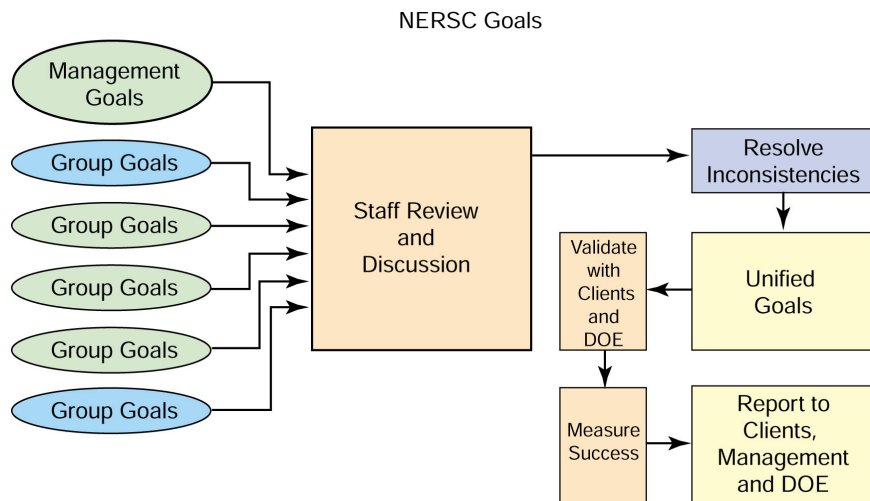 NERSC Goals
Management
Goals
Group Goals
Group Goals
Group Goals
Group Goals
Group Goals
Staff Review
and
Discussion
Resolve
Inconsistencies
Unified
Goals
Validate
with
Clients
and
DOE
Measure
Success
Report to
Clients,
Management
and DOE